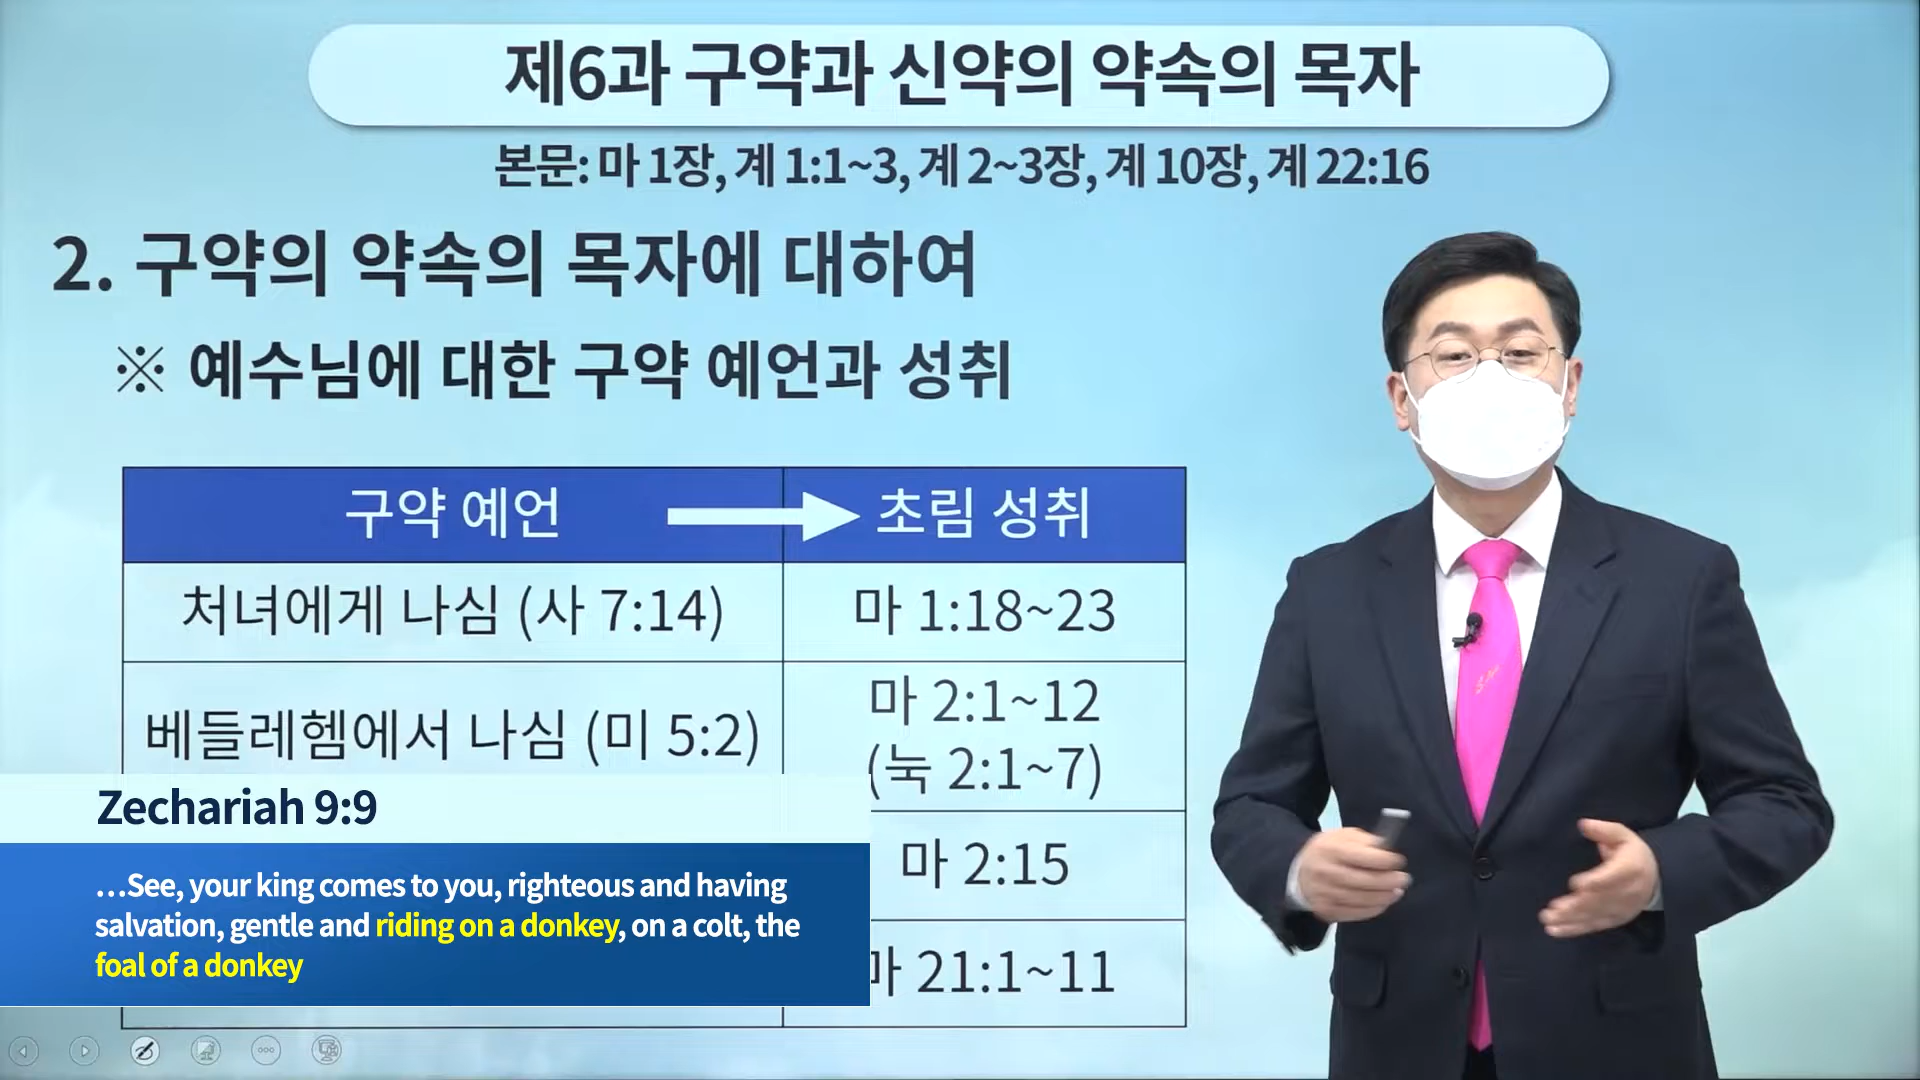 제6과 구약과 신약의 약속의 목자
본문: 마 1장, 계 1:1~3, 계 2~3장, 계 10장, 계 22:16
2. 구약의 약속의 목자에 대하여
※ 예수님에 대한 구약 예언과 성취
구약 예언 초림 성취
처녀에게 나심 (사 7:14) 마 1:18~23
베들레헴에서 나심 (미 5:2) 마 2:1~12
(눅 2:1~7)
마 2:15
마 21:1~11
Zechariah 9:9
…See, your king comes to you, righteous and having
salvation, gentle and riding on a donkey, on a colt, the
foal of a donkey